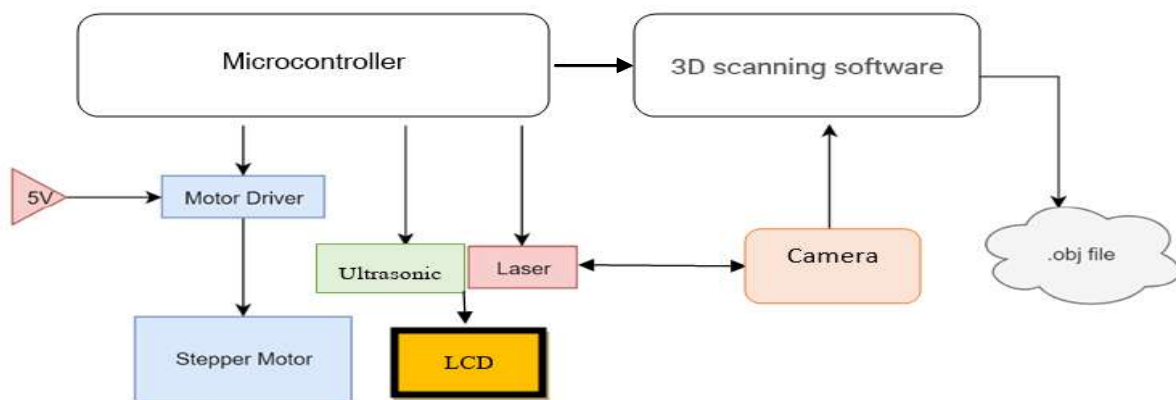 Microcontroller
3D scanning software
5V
Motor Driver
Ultrasonic
Laser
Camera
.obj file
Stepper Motor
LCD